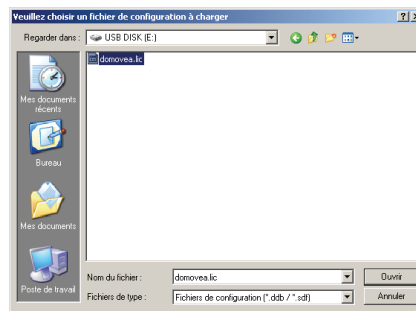 Veuillez choisir un fichier de configuration à charger
Regarder dans :
USB DISK (E:)
domovea.lic
Mes documents
récents
Bureau
Mes documents
Poste de travail
Nom du fichier :
domovea.lic
Ouvrir
Fichiers de type :
Fichiers de configuration (*.ddb / *.sdf)
Annuler